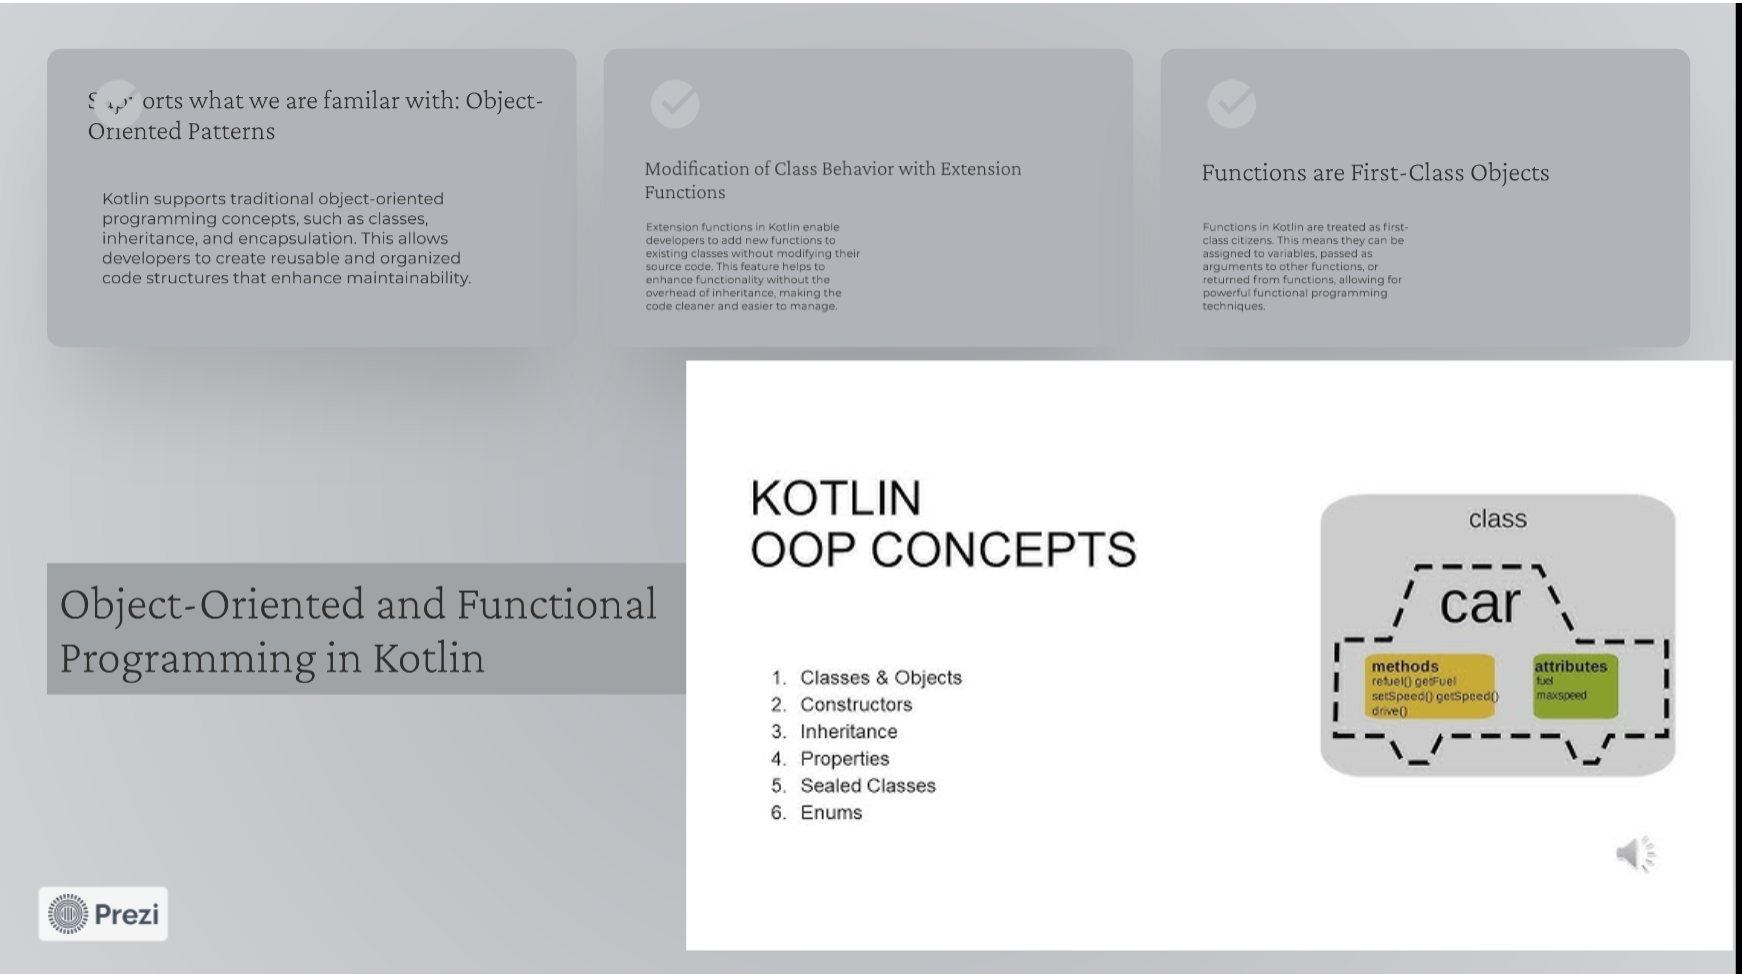 Supports what we are familar with: Object-
Oriented Patterns
Kotlin supports traditional object-oriented
programming concepts, such as classes,
inheritance, and encapsulation. This allows
developers to create reusable and organized
code structures that enhance maintainability.
Modification of Class Behavior with Extension
Functions
Extension functions in Kotlin enable
developers to add new functions to
existing classes without modifying their
source code. This feature helps to
enhance functionality without the
overhead of inheritance, making the
code cleaner and easier to manage.
Functions are First-Class Objects
Functions in Kotlin are treated as first-
class citizens. This means they can be
assigned to variables, passed as
arguments to other functions, or
returned from functions, allowing for
powerful functional programming
techniques.
Object-Oriented and Functional
Programming in Kotlin
KOTLIN
OOP CONCEPTS
1. Classes & Objects
2. Constructors
3. Inheritance
4. Properties
5. Sealed Classes
6. Enums
class
car
methods
refuel() getFuel
setSpeed() getSpeed()
drive()
attributes
fuel
maxspeed
Prezi